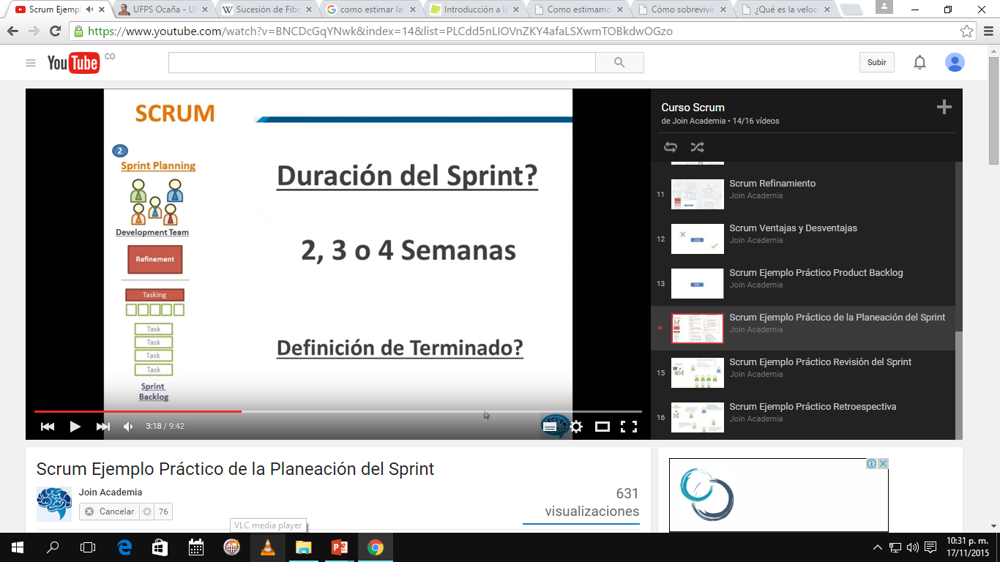 Scrum Ejempl
UFPS Ocaña - U
Sucesión de Fibo
como estimar las
Introducción a la
Como estimamo
Cómo sobrevivir
¿Qué es la veloc
https://www.youtube.com/watch?v=BNCDcGqYNwk&index=14&list=PLCdd5nLIOVnZKY4afaLSXwmTOBkdwOGzo
YouTube CO
Subir
SCRUM
2
Sprint Planning
Development Team
Refinement
Tasking
Task
Task
Task
Task
Sprint
Backlog
Duración del Sprint?
2, 3 o 4 Semanas
Definición de Terminado?
3:18 / 9:42
Curso Scrum
de Join Academia • 14/16 vídeos
11
Scrum Refinamiento
Join Academia
12
Scrum Ventajas y Desventajas
Join Academia
13
Scrum Ejemplo Práctico Product Backlog
Join Academia
Scrum Ejemplo Práctico de la Planeación del Sprint
Join Academia
15
Scrum Ejemplo Práctico Revisión del Sprint
Join Academia
16
Scrum Ejemplo Práctico Retroespectiva
Join Academia
Scrum Ejemplo Práctico de la Planeación del Sprint
Join Academia
Cancelar 76
631
visualizaciones
VLC media player
10:31 p. m.
17/11/2015